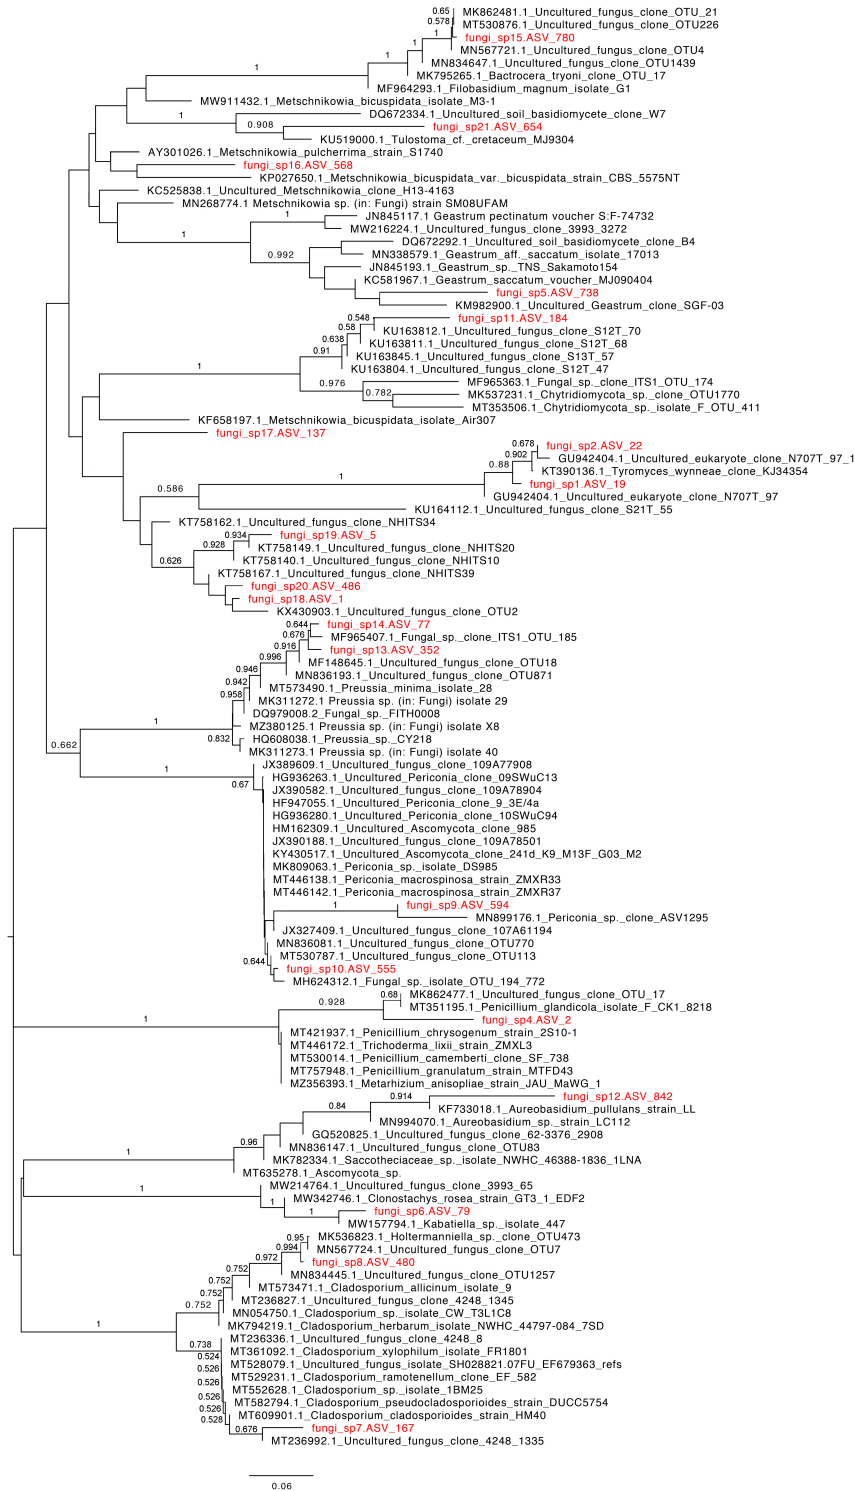 0.65
MK862481.1_Uncultured_fungus_clone_OTU_21
0.578
MT530876.1_Uncultured_fungus_clone_OTU226
1
fungi_sp15.ASV_780
1
MN567721.1_Uncultured_fungus_clone_OTU4
1
MN834647.1_Uncultured_fungus_clone_OTU1439
1
MK795265.1_Bactrocera_tryoni_clone_OTU_17
MF964293.1_Filobasidium_magnum_isolate_G1
MW911432.1_Metschnikowia_bicuspidata_isolate_M3-1
1
DQ672334.1_Uncultured_soil_basidiomycete_clone_W7
0.908
fungi_sp21.ASV_654
KU519000.1_Tulostoma_cf._cretaceum_MJ9304
AY301026.1_Metschnikowia_pulcherrima_strain_S1740
fungi_sp16.ASV_568
KP027650.1_Metschnikowia_bicuspidata_var._bicuspidata_strain_CBS_5575NT
KC525838.1_Uncultured_Metschnikowia_clone_H13-4163
MN268774.1 Metschnikowia sp. (in: Fungi) strain SM08UFAM
1
JN845117.1 Geastrum pectinatum voucher S:F-74732
MW216224.1_Uncultured_fungus_clone_3993_3272
1
DQ672292.1_Uncultured_soil_basidiomycete_clone_B4
0.992
MN338579.1_Geastrum_aff._saccatum_isolate_17013
JN845193.1_Geastrum_sp._TNS_Sakamoto154
KC581967.1_Geastrum_saccatum_voucher_MJ090404
fungi_sp5.ASV_738
KM982900.1_Uncultured_Geastrum_clone_SGF-03
0.548
fungi_sp11.ASV_184
0.58
KU163812.1_Uncultured_fungus_clone_S12T_70
0.638
KU163811.1_Uncultured_fungus_clone_S12T_68
0.91
KU163845.1_Uncultured_fungus_clone_S13T_57
1
KU163804.1_Uncultured_fungus_clone_S12T_47
0.976
MF965363.1_Fungal_sp._clone_ITS1_OTU_174
0.782
MK537231.1_Chytridiomycota_sp._clone_OTU1770
MT353506.1_Chytridiomycota_sp._isolate_F_OTU_411
KF658197.1_Metschnikowia_bicuspidata_isolate_Air307
fungi_sp17.ASV_137
0.678
fungi_sp2.ASV_22
0.902
GU942404.1_Uncultured_eukaryote_clone_N707T_97_1
0.88
KT390136.1_Tyromyces_wynneae_clone_KJ34354
1
fungi_sp1.ASV_19
0.586
GU942404.1_Uncultured_eukaryote_clone_N707T_97
KU164112.1_Uncultured_fungus_clone_S21T_55
KT758162.1_Uncultured_fungus_clone_NHITS34
0.934
fungi_sp19.ASV_5
0.928
KT758149.1_Uncultured_fungus_clone_NHITS20
0.626
KT758140.1_Uncultured_fungus_clone_NHITS10
KT758167.1_Uncultured_fungus_clone_NHITS39
fungi_sp20.ASV_486
fungi_sp18.ASV_1
KX430903.1_Uncultured_fungus_clone_OTU2
0.644
fungi_sp14.ASV_77
0.676
MF965407.1_Fungal_sp._clone_ITS1_OTU_185
0.916
fungi_sp13.ASV_352
0.996
MF148645.1_Uncultured_fungus_clone_OTU18
0.946
MN836193.1_Uncultured_fungus_clone_OTU871
0.942
MT573490.1_Preussia_minima_isolate_28
0.958
MK311272.1 Preussia sp. (in: Fungi) isolate 29
DQ979008.2_Fungal_sp._FITH0008
1
MZ380125.1 Preussia sp. (in: Fungi) isolate X8
0.832
HQ608038.1_Preussia_sp._CY218
0.662
MK311273.1 Preussia sp. (in: Fungi) isolate 40
1
JX389609.1_Uncultured_fungus_clone_109A77908
0.67
HG936263.1_Uncultured_Periconia_clone_09SWuC13
JX390582.1_Uncultured_fungus_clone_109A78904
HF947055.1_Uncultured_Periconia_clone_9_3E/4a
HG936280.1_Uncultured_Periconia_clone_10SWuC94
HM162309.1_Uncultured_Ascomycota_clone_985
JX390188.1_Uncultured_fungus_clone_109A78501
KY430517.1_Uncultured_Ascomycota_clone_241d_K9_M13F_G03_M2
MK809063.1_Periconia_sp._isolate_DS985
MT446138.1_Periconia_macrospinosa_strain_ZMXR33
MT446142.1_Periconia_macrospinosa_strain_ZMXR37
1
fungi_sp9.ASV_594
MN899176.1_Periconia_sp._clone_ASV1295
JX327409.1_Uncultured_fungus_clone_107A61194
MN836081.1_Uncultured_fungus_clone_OTU770
MT530787.1_Uncultured_fungus_clone_OTU113
0.644
fungi_sp10.ASV_555
MH624312.1_Fungal_sp._isolate_OTU_194_772
0.68
MK862477.1_Uncultured_fungus_clone_OTU_17
0.928
MT351195.1_Penicillium_glandicola_isolate_F_CK1_8218
1
fungi_sp4.ASV_2
MT421937.1_Penicillium_chrysogenum_strain_2S10-1
MT446172.1_Trichoderma_lixii_strain_ZMXL3
MT530014.1_Penicillium_camemberti_clone_SF_738
MT757948.1_Penicillium_granulatum_strain_MTFD43
MZ356393.1_Metarhizium_anisopliae_strain_JAU_MaWG_1
0.914
fungi_sp12.ASV_842
0.84
KF733018.1_Aureobasidium_pullulans_strain_LL
MN994070.1_Aureobasidium_sp._strain_LC112
GQ520825.1_Uncultured_fungus_clone_62-3376_2908
0.96
MN836147.1_Uncultured_fungus_clone_OTU83
1
MK782334.1_Saccotheciaceae_sp._isolate_NWHC_46388-1836_1LNA
MT635278.1_Ascomycota_sp.
1
MW214764.1_Uncultured_fungus_clone_3993_65
1
MW342746.1_Clonostachys_rosea_strain_GT3_1_EDF2
1
fungi_sp6.ASV_79
MW157794.1_Kabatiella_sp._isolate_447
0.95
MK536823.1_Holtermanniella_sp._clone_OTU473
0.994
MN567724.1_Uncultured_fungus_clone_OTU7
0.972
fungi_sp8.ASV_480
0.752
MN834445.1_Uncultured_fungus_clone_OTU1257
0.752
MT573471.1_Cladosporium_allicinum_isolate_9
0.752
MT236827.1_Uncultured_fungus_clone_4248_1345
0.752
MN054750.1_Cladosporium_sp._isolate_CW_T3L1C8
1
MK794219.1_Cladosporium_herbarum_isolate_NWHC_44797-084_7SD
MT236336.1_Uncultured_fungus_clone_4248_8
0.738
MT361092.1_Cladosporium_xylophilum_isolate_FR1801
0.524
MT528079.1_Uncultured_fungus_isolate_SH028821.07FU_EF679363_refs
0.526
MT529231.1_Cladosporium_ramotenellum_clone_EF_582
0.526
MT552628.1_Cladosporium_sp._isolate_1BM25
0.526
MT582794.1_Cladosporium_pseudocladosporioides_strain_DUCC5754
0.526
MT609901.1_Cladosporium_cladosporioides_strain_HM40
0.528
0.676
fungi_sp7.ASV_167
MT236992.1_Uncultured_fungus_clone_4248_1335
0.06